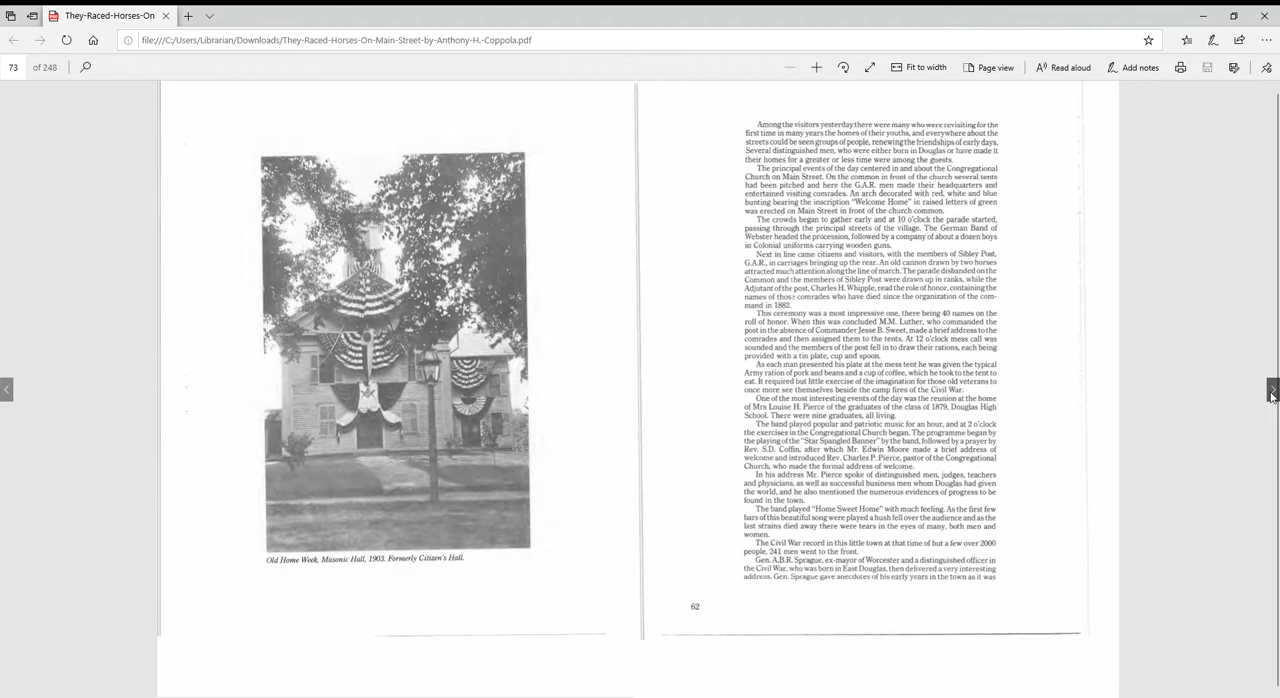 They-Raced-Horses-On
file:///C:/Users/Librarian/Downloads/They-Raced-Horses-On-Main-Street-by-Anthony-H.-Coppola.pdf
73 of 248
Fit to width
Page view
Read aloud
Add notes
Old Home Week, Masonic Hall, 1903. Formerly Citizen's Hall.
Among the visitors yesterday there were many who were revisiting for the
first time in many years the homes of their youths, and everywhere about the
streets could be seen groups of people, renewing the friendships of early days.
Several distinguished men, who were either born in Douglas or have made it
their homes for a greater or less time were among the guests.
The principal events of the day centered in and about the Congregational
Church on Main Street. On the common in front of the church several tents
had been pitched and here the G.A.R. men made their headquarters and
entertained visiting comrades. An arch decorated with red, white and blue
bunting bearing the inscription "Welcome Home" in raised letters of green
was erected on Main Street in front of the church common.
The crowds began to gather early and at 10 o'clock the parade started,
passing through the principal streets of the village. The German Band of
Webster headed the procession, followed by a company of about a dozen boys
in Colonial uniforms carrying wooden guns.
Next in line came citizens and visitors, with the members of Sibley Post,
G.A.R., in carriages bringing up the rear. An old cannon drawn by two horses
attracted much attention along the line of march. The parade disbanded on the
Common and the members of Sibley Post were drawn up in ranks, while the
Adjutant of the post, Charles H. Whipple, read the role of honor, containing the
names of those comrades who have died since the organization of the com-
mand in 1882.
This ceremony was a most impressive one, there being 40 names on the
roll of honor. When this was concluded M.M. Luther, who commanded the
post in the absence of Commander Jesse B. Sweet, made a brief address to the
comrades and then assigned them to the tents. At 12 o'clock mess call was
sounded and the members of the post fell in to draw their rations, each being
provided with a tin plate, cup and spoon.
As each man presented his plate at the mess tent he was given the typical
Army ration of pork and beans and a cup of coffee, which he took to the tent to
eat. It required but little exercise of the imagination for those old veterans to
once more see themselves beside the camp fires of the Civil War.
One of the most interesting events of the day was the reunion at the home
of Mrs Louise H. Pierce of the graduates of the class of 1879, Douglas High
School. There were nine graduates, all living.
The band played popular and patriotic music for an hour, and at 2 o'clock
the exercises in the Congregational Church began. The programme began by
the playing of the "Star Spangled Banner" by the band, followed by a prayer by
Rev. S.D. Coffin, after which Mr. Edwin Moore made a brief address of
welcome and introduced Rev. Charles P. Pierce, pastor of the Congregational
Church, who made the formal address of welcome.
In his address Mr. Pierce spoke of distinguished men, judges, teachers
and physicians, as well as successful business men whom Douglas had given
the world, and he also mentioned the numerous evidences of progress to be
found in the town.
The band played "Home Sweet Home" with much feeling. As the first few
bars of this beautiful song were played a hush fell over the audience and as the
last strains died away there were tears in the eyes of many, both men and
women.
The Civil War record in this little town at that time of but a few over 2000
people, 241 men went to the front.
Gen. A.B.R. Sprague, ex-mayor of Worcester and a distinguished officer in
the Civil War, who was born in East Douglas, then delivered a very interesting
address. Gen. Sprague gave anecdotes of his early years in the town as it was
62